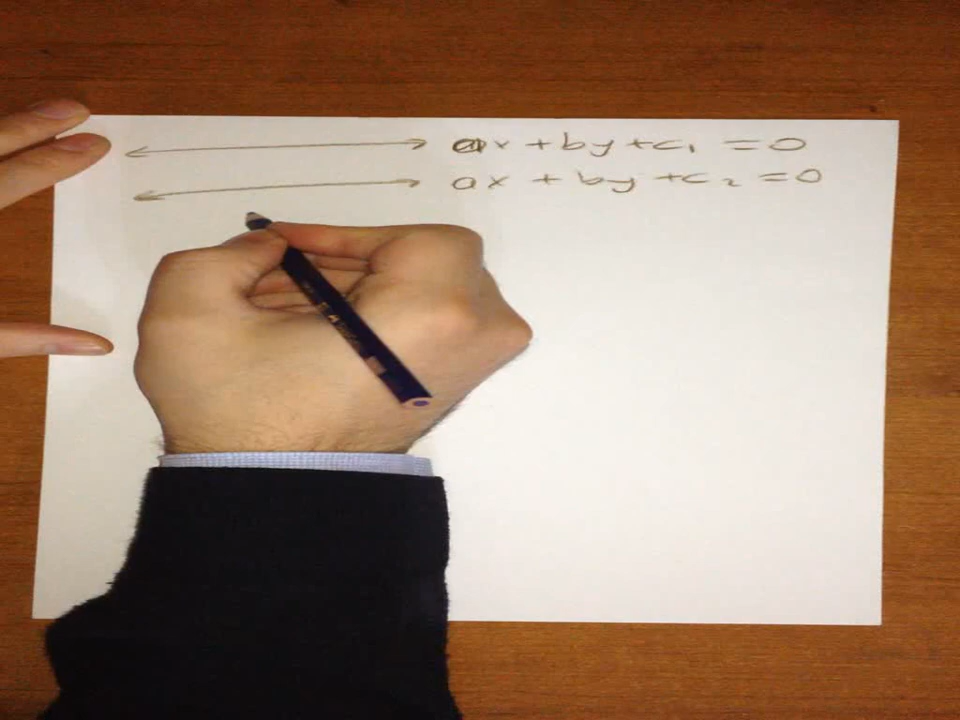 ax + by + c₁ = 0
ax + by + c₂ = 0